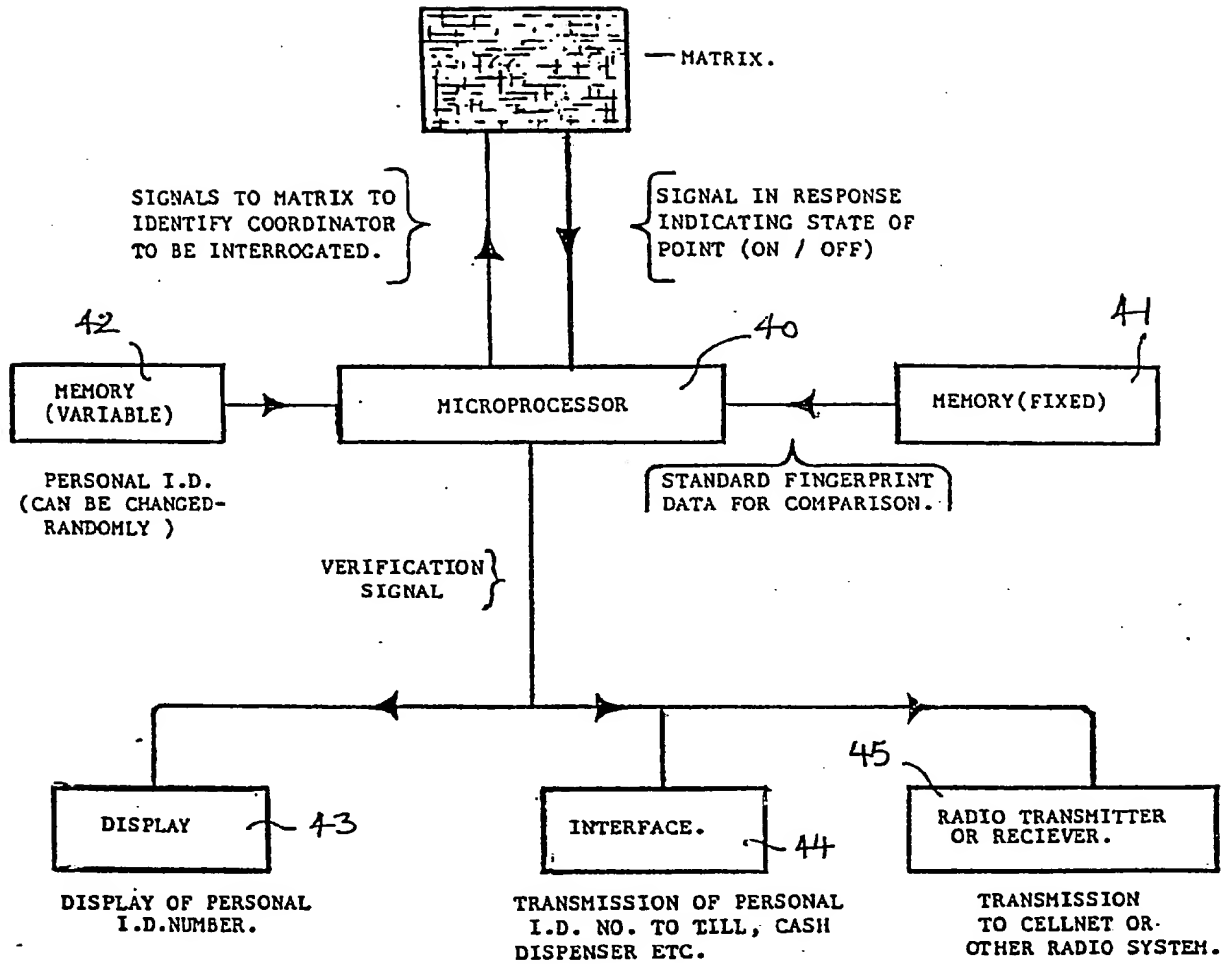 MATRIX.
SIGNALS TO MATRIX TO
IDENTIFY COORDINATOR
TO BE INTERROGATED.
SIGNAL IN RESPONSE
INDICATING STATE OF
POINT (ON / OFF)
42
40
41
MEMORY
(VARIABLE)
MICROPROCESSOR
MEMORY(FIXED)
PERSONAL I.D.
(CAN BE CHANGED-
RANDOMLY )
STANDARD FINGERPRINT
DATA FOR COMPARISON.
VERIFICATION
SIGNAL
45
DISPLAY
43
INTERFACE.
44
RADIO TRANSMITTER
OR RECIEVER.
DISPLAY OF PERSONAL
I.D.NUMBER.
TRANSMISSION OF PERSONAL
I.D. NO. TO TILL, CASH
DISPENSER ETC.
TRANSMISSION
TO CELLNET OR
OTHER RADIO SYSTEM.